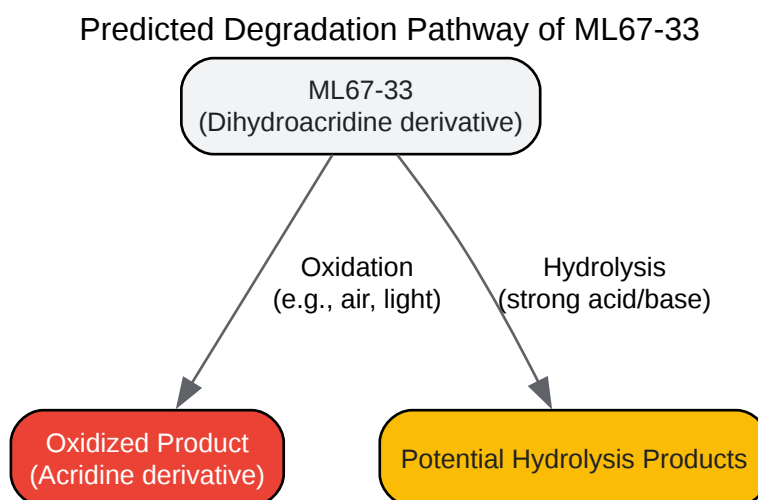 Predicted Degradation Pathway of ML67-33
ML67-33
(Dihydroacridine derivative)
Oxidation
(e.g., air, light)
Hydrolysis
(strong acid/base)
Oxidized Product
(Acridine derivative)
Potential Hydrolysis Products